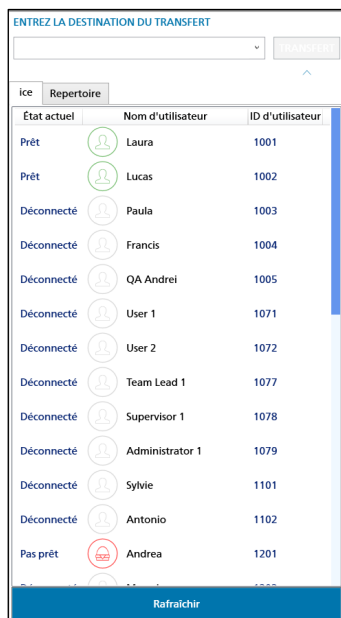 ENTREZ LA DESTINATION DU TRANSFERT
TRANSFERT
ice Repertoire
État actuel Nom d'utilisateur ID d'utilisateur
Prêt Laura 1001
Prêt Lucas 1002
Déconnecté Paula 1003
Déconnecté Francis 1004
Déconnecté QA Andrei 1005
Déconnecté User 1 1071
Déconnecté User 2 1072
Déconnecté Team Lead 1 1077
Déconnecté Supervisor 1 1078
Déconnecté Administrator 1 1079
Déconnecté Sylvie 1101
Déconnecté Antonio 1102
Pas prêt Andrea 1201
Rafraîchir